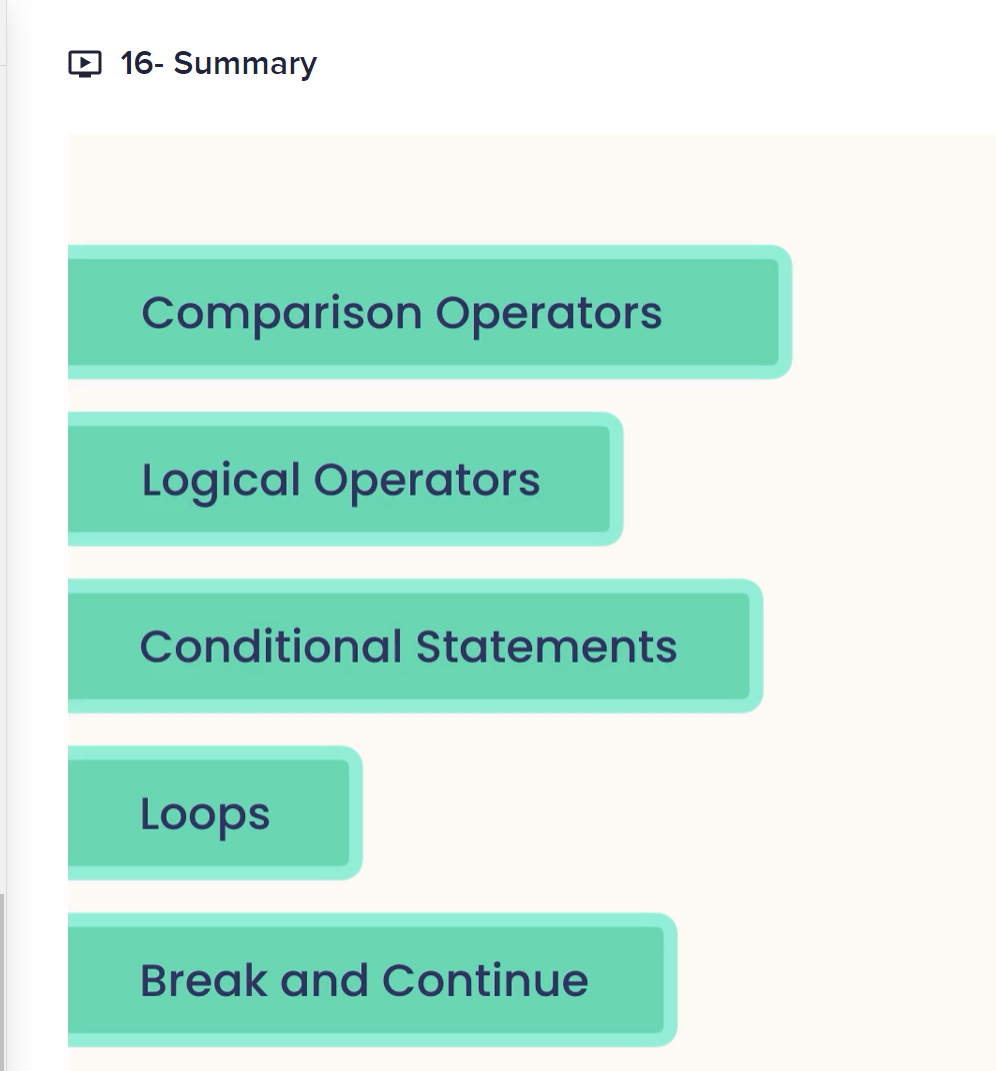 16- Summary
Comparison Operators
Logical Operators
Conditional Statements
Loops
Break and Continue